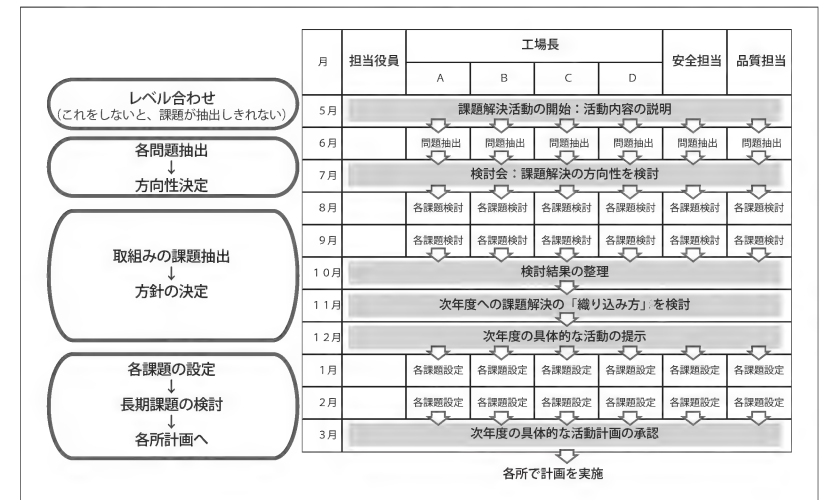 月 担当役員 工場長 安全担当 品質担当
A B C D
レベル合わせ
(これをしないと、課題が抽出しきれない)
5月 課題解決活動の開始：活動内容の説明
各問題抽出
↓
方向性決定
6月 問題抽出 問題抽出 問題抽出 問題抽出 問題抽出 問題抽出
7月 検討会：課題解決の方向性を検討
取組みの課題抽出
↓
方針の決定
8月 各課題検討 各課題検討 各課題検討 各課題検討 各課題検討 各課題検討
9月 各課題検討 各課題検討 各課題検討 各課題検討 各課題検討 各課題検討
10月 検討結果の整理
11月 次年度への課題解決の「織り込み方」を検討
12月 次年度の具体的な活動の提示
各課題の設定
↓
長期課題の検討
↓
各所計画へ
1月 各課題設定 各課題設定 各課題設定 各課題設定 各課題設定 各課題設定
2月 各課題設定 各課題設定 各課題設定 各課題設定 各課題設定 各課題設定
3月 次年度の具体的な活動計画の承認
各所で計画を実施